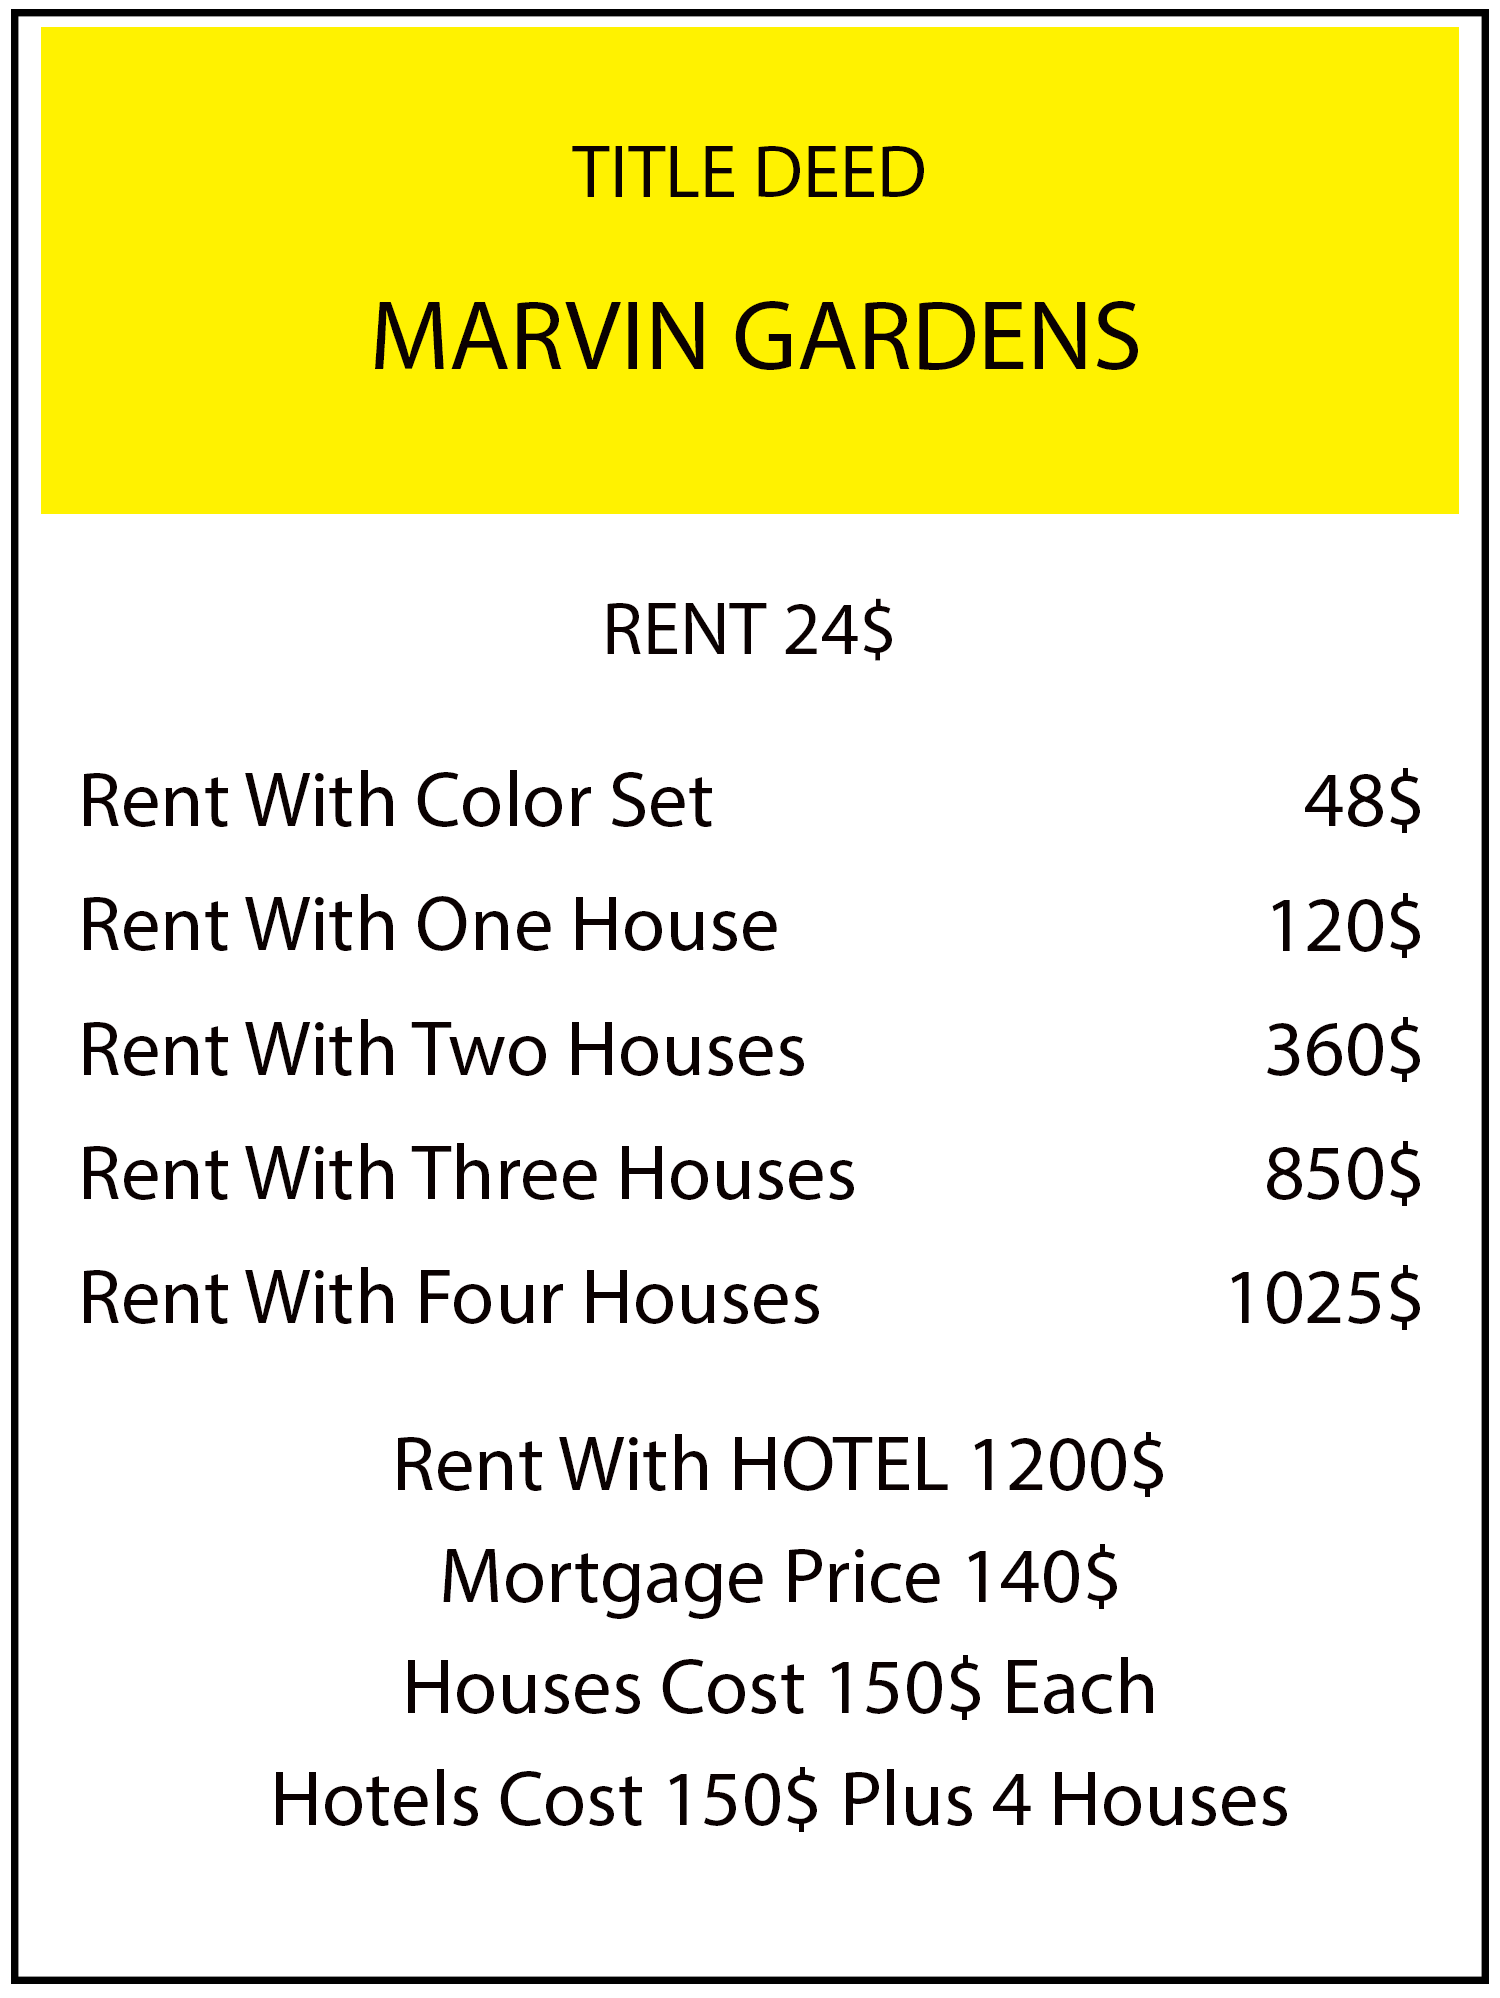 TITLE DEED
MARVIN GARDENS
RENT 24$
Rent With Color Set 48$
Rent With One House 120$
Rent With Two Houses 360$
Rent With Three Houses 850$
Rent With Four Houses 1025$
Rent With HOTEL 1200$
Mortgage Price 140$
Houses Cost 150$ Each
Hotels Cost 150$ Plus 4 Houses